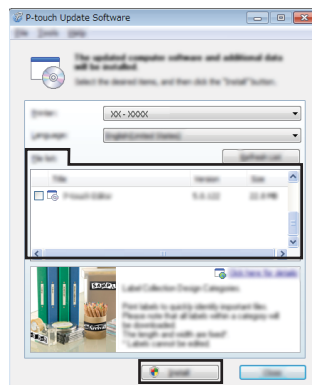 P-touch Update Software
File Tools Help
The updated computer software and additional data
will be installed.
Select the desired items, and then click the "Install" button.
Printer: XX-XXXX
Language: English(United States)
File list: Refresh List
Title Version Size
P-touch Editor 5.0.122 22.9 MB
Click here for details
Label Collection Design Categories
Print labels to quickly identify important files.
Please note that all labels within a category will
be downloaded.
The length and width are fixed*
* Labels cannot be edited.
Install Close